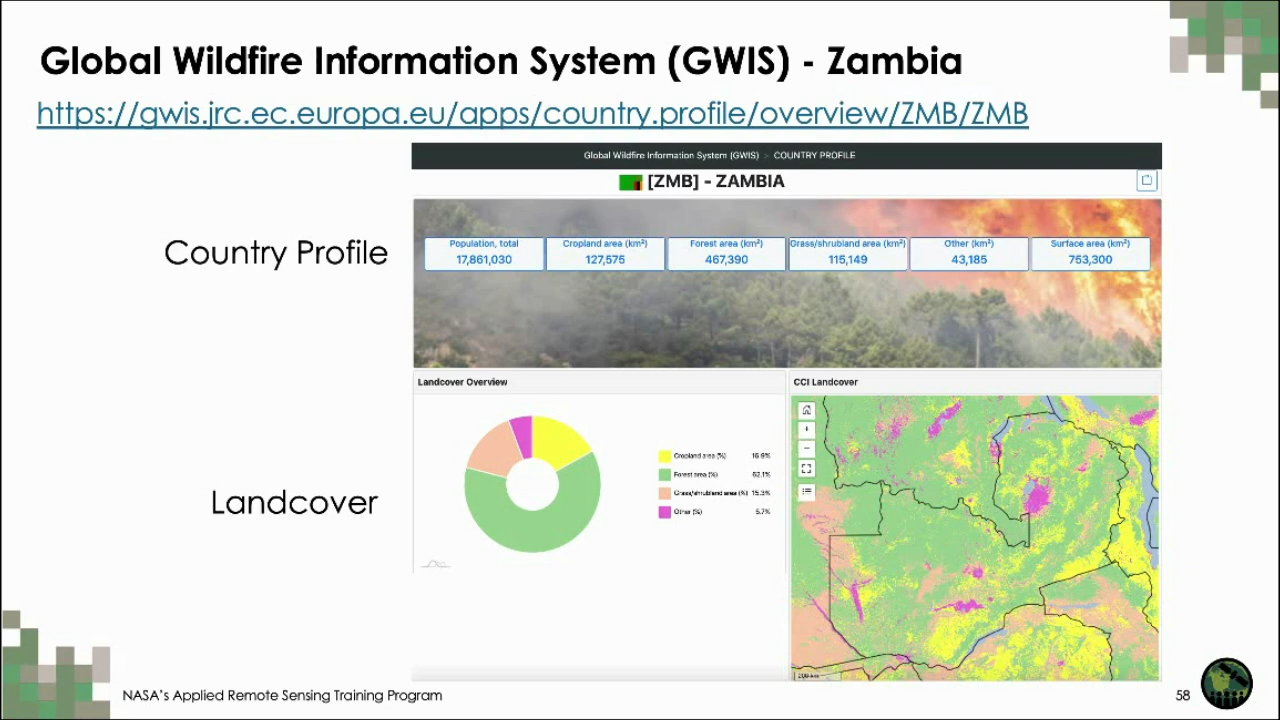 Global Wildfire Information System (GWIS) - Zambia
https://gwis.jrc.ec.europa.eu/apps/country.profile/overview/ZMB/ZMB
Global Wildfire Information System (GWIS) > COUNTRY PROFILE
[ZMB] - ZAMBIA
Country Profile
Population, total
17,861,030
Cropland area (km²)
127,575
Forest area (km²)
467,390
Grass/shrubland area (km²)
115,149
Other (km²)
43,185
Surface area (km²)
753,300
Landcover
Landcover Overview
Cropland area (%) 16.9%
Forest area (%) 62.1%
Grass/shrubland area (%) 15.3%
Other (%) 5.7%
CCI Landcover
200 km
NASA's Applied Remote Sensing Training Program
58